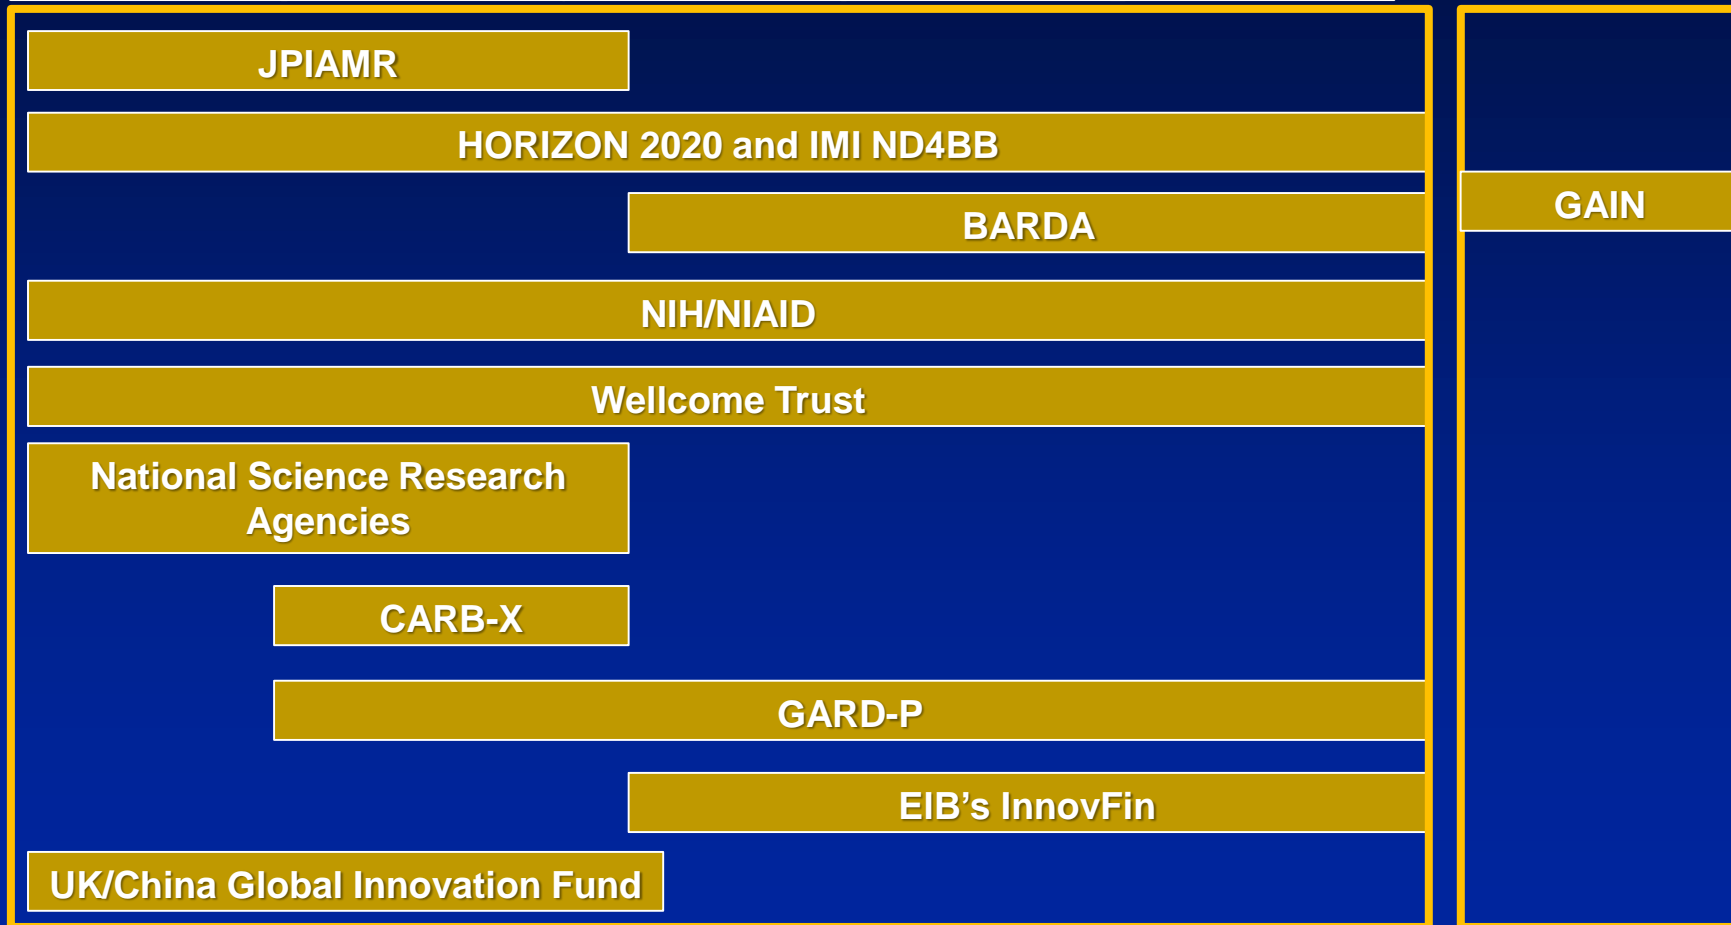 JPIAMR
HORIZON 2020 and IMI ND4BB
BARDA
GAIN
NIH/NIAID
Wellcome Trust
National Science Research
Agencies
CARB-X
GARD-P
EIB’s InnovFin
UK/China Global Innovation Fund